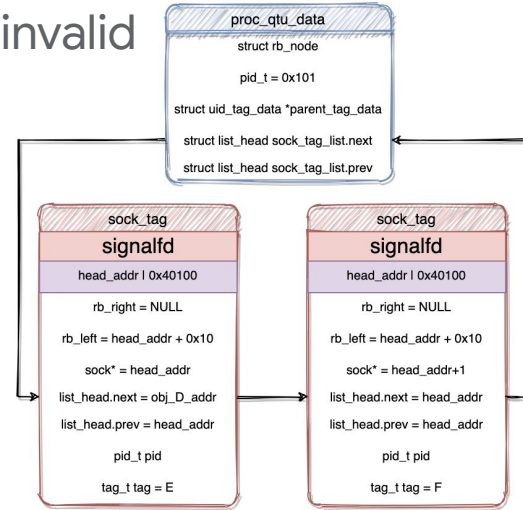 invalid
proc_qtu_data
struct rb_node
pid_t = 0x101
struct uid_tag_data *parent_tag_data
struct list_head sock_tag_list.next
struct list_head sock_tag_list.prev
sock_tag
signalfd
head_addr | 0x40100
rb_right = NULL
rb_left = head_addr + 0x10
sock* = head_addr
list_head.next = obj_D_addr
list_head.prev = head_addr
pid_t pid
tag_t tag = E
sock_tag
signalfd
head_addr | 0x40100
rb_right = NULL
rb_left = head_addr + 0x10
sock* = head_addr+1
list_head.next = head_addr
list_head.prev = head_addr
pid_t pid
tag_t tag = F